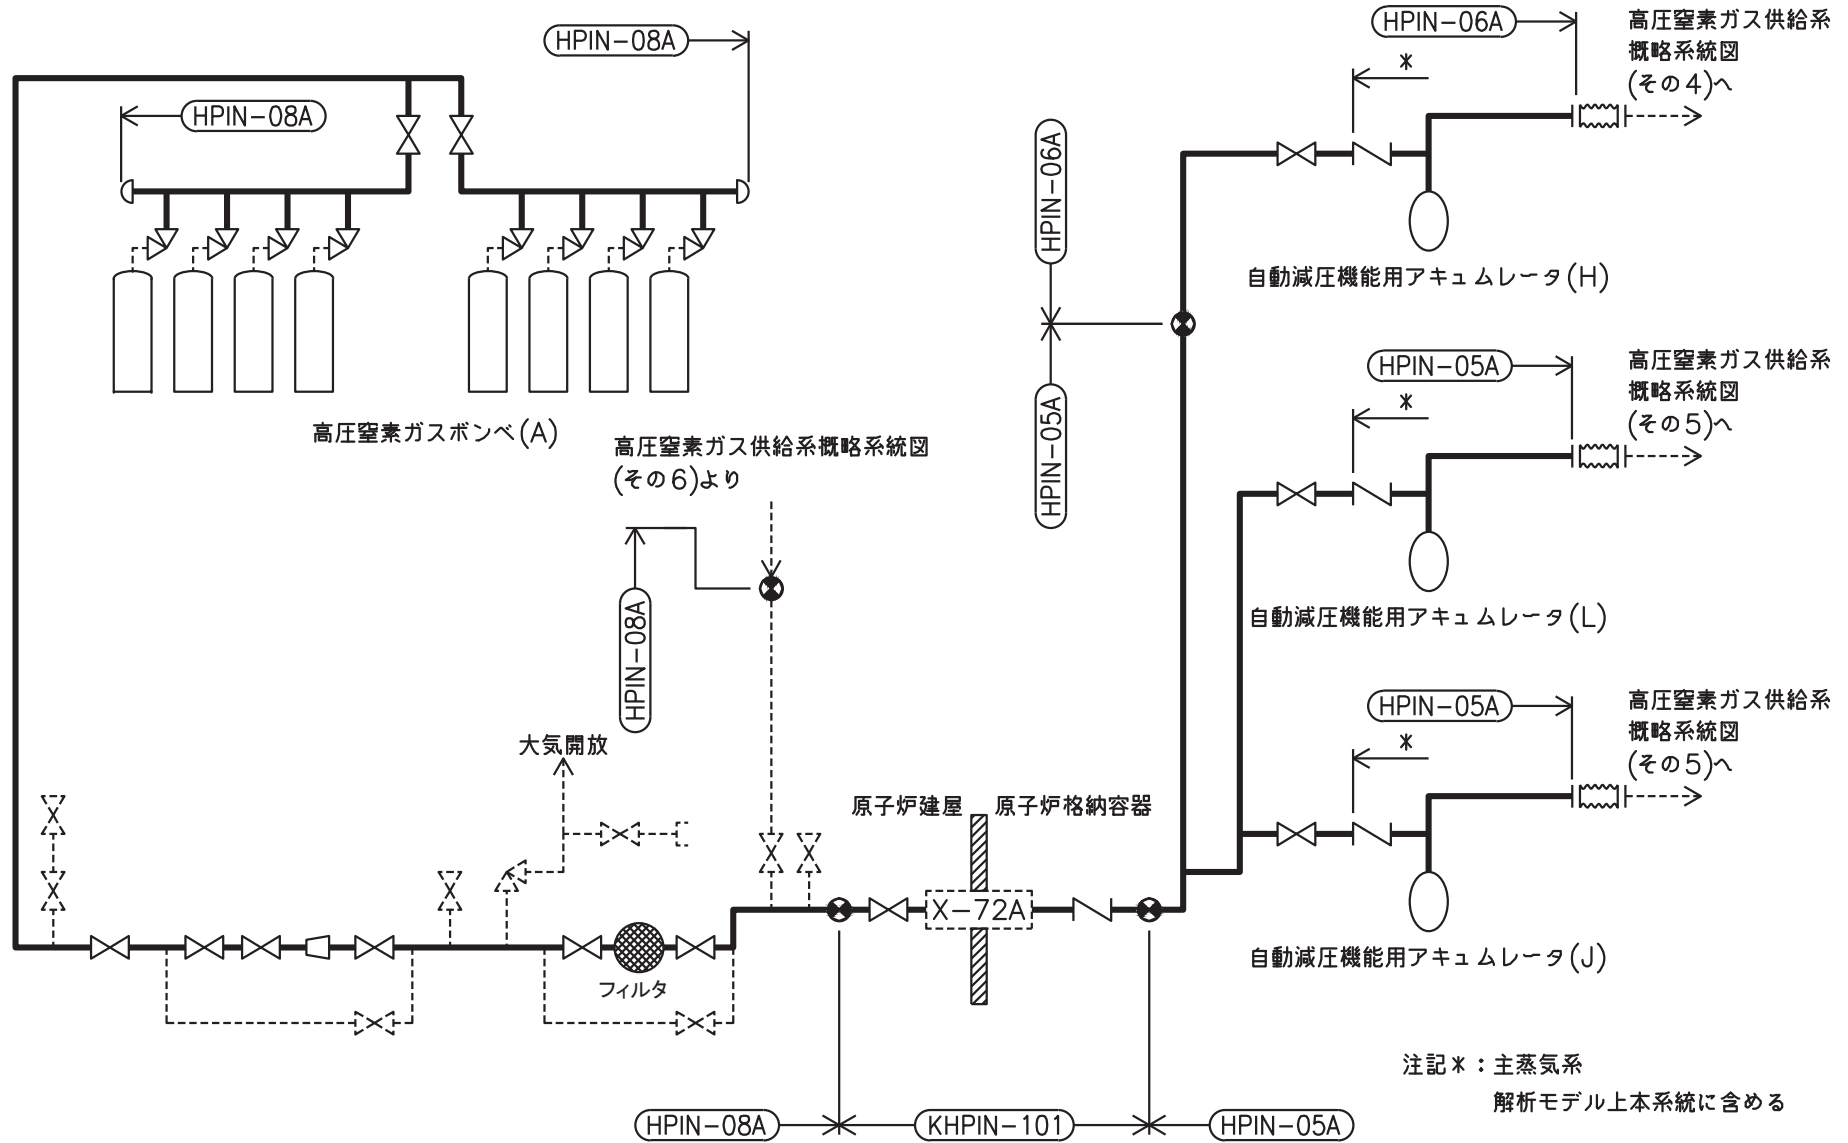 HPIN-08A
HPIN-08A
高圧窒素ガスボンベ(A)
高圧窒素ガス供給系概略系統図
(その6)より
HPIN-08A
大気開放
フィルタ
原子炉建屋
原子炉格納容器
X-72A
HPIN-06A
HPIN-05A
HPIN-06A
高圧窒素ガス供給系
概略系統図
(その4)へ
*
自動減圧機能用アキュムレータ(H)
HPIN-05A
高圧窒素ガス供給系
概略系統図
(その5)へ
*
自動減圧機能用アキュムレータ(L)
HPIN-05A
高圧窒素ガス供給系
概略系統図
(その5)へ
*
自動減圧機能用アキュムレータ(J)
注記*:主蒸気系
解析モデル上本系統に含める
HPIN-08A
KHPIN-101
HPIN-05A